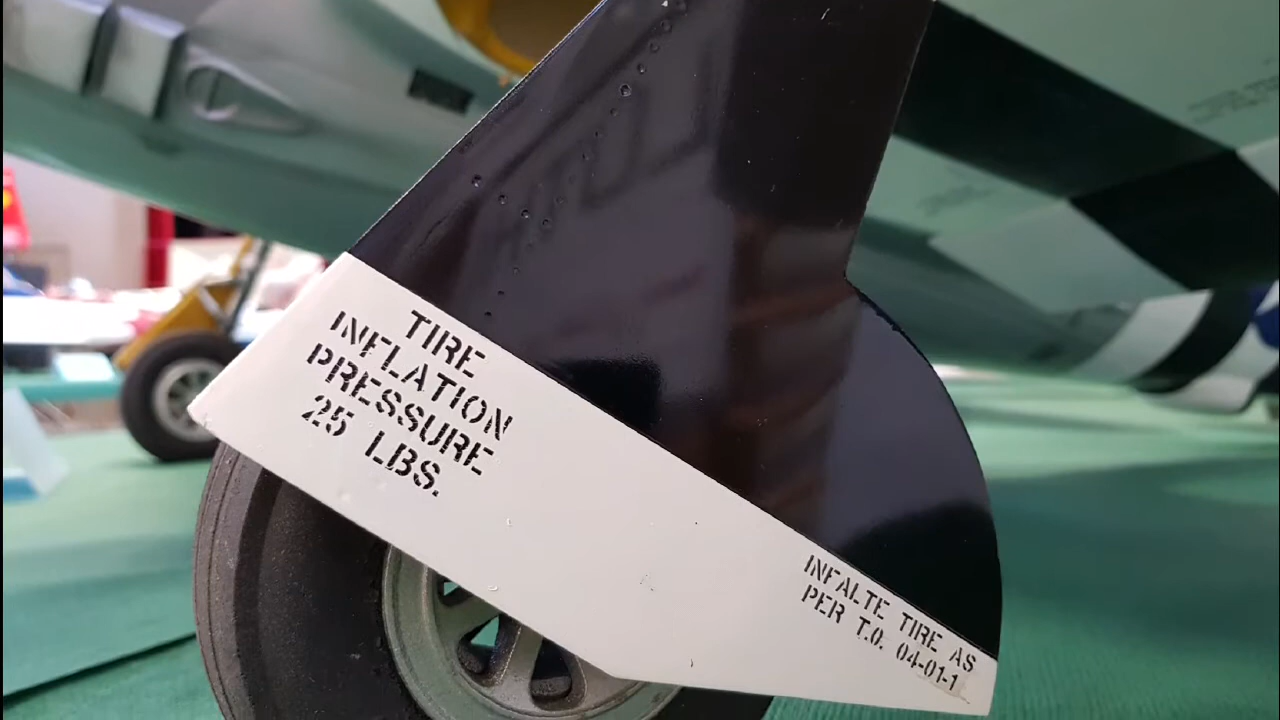 TIRE
INFLATION
PRESSURE
25 LBS.
INFALTE TIRE AS
PER T.O. 04-01-1